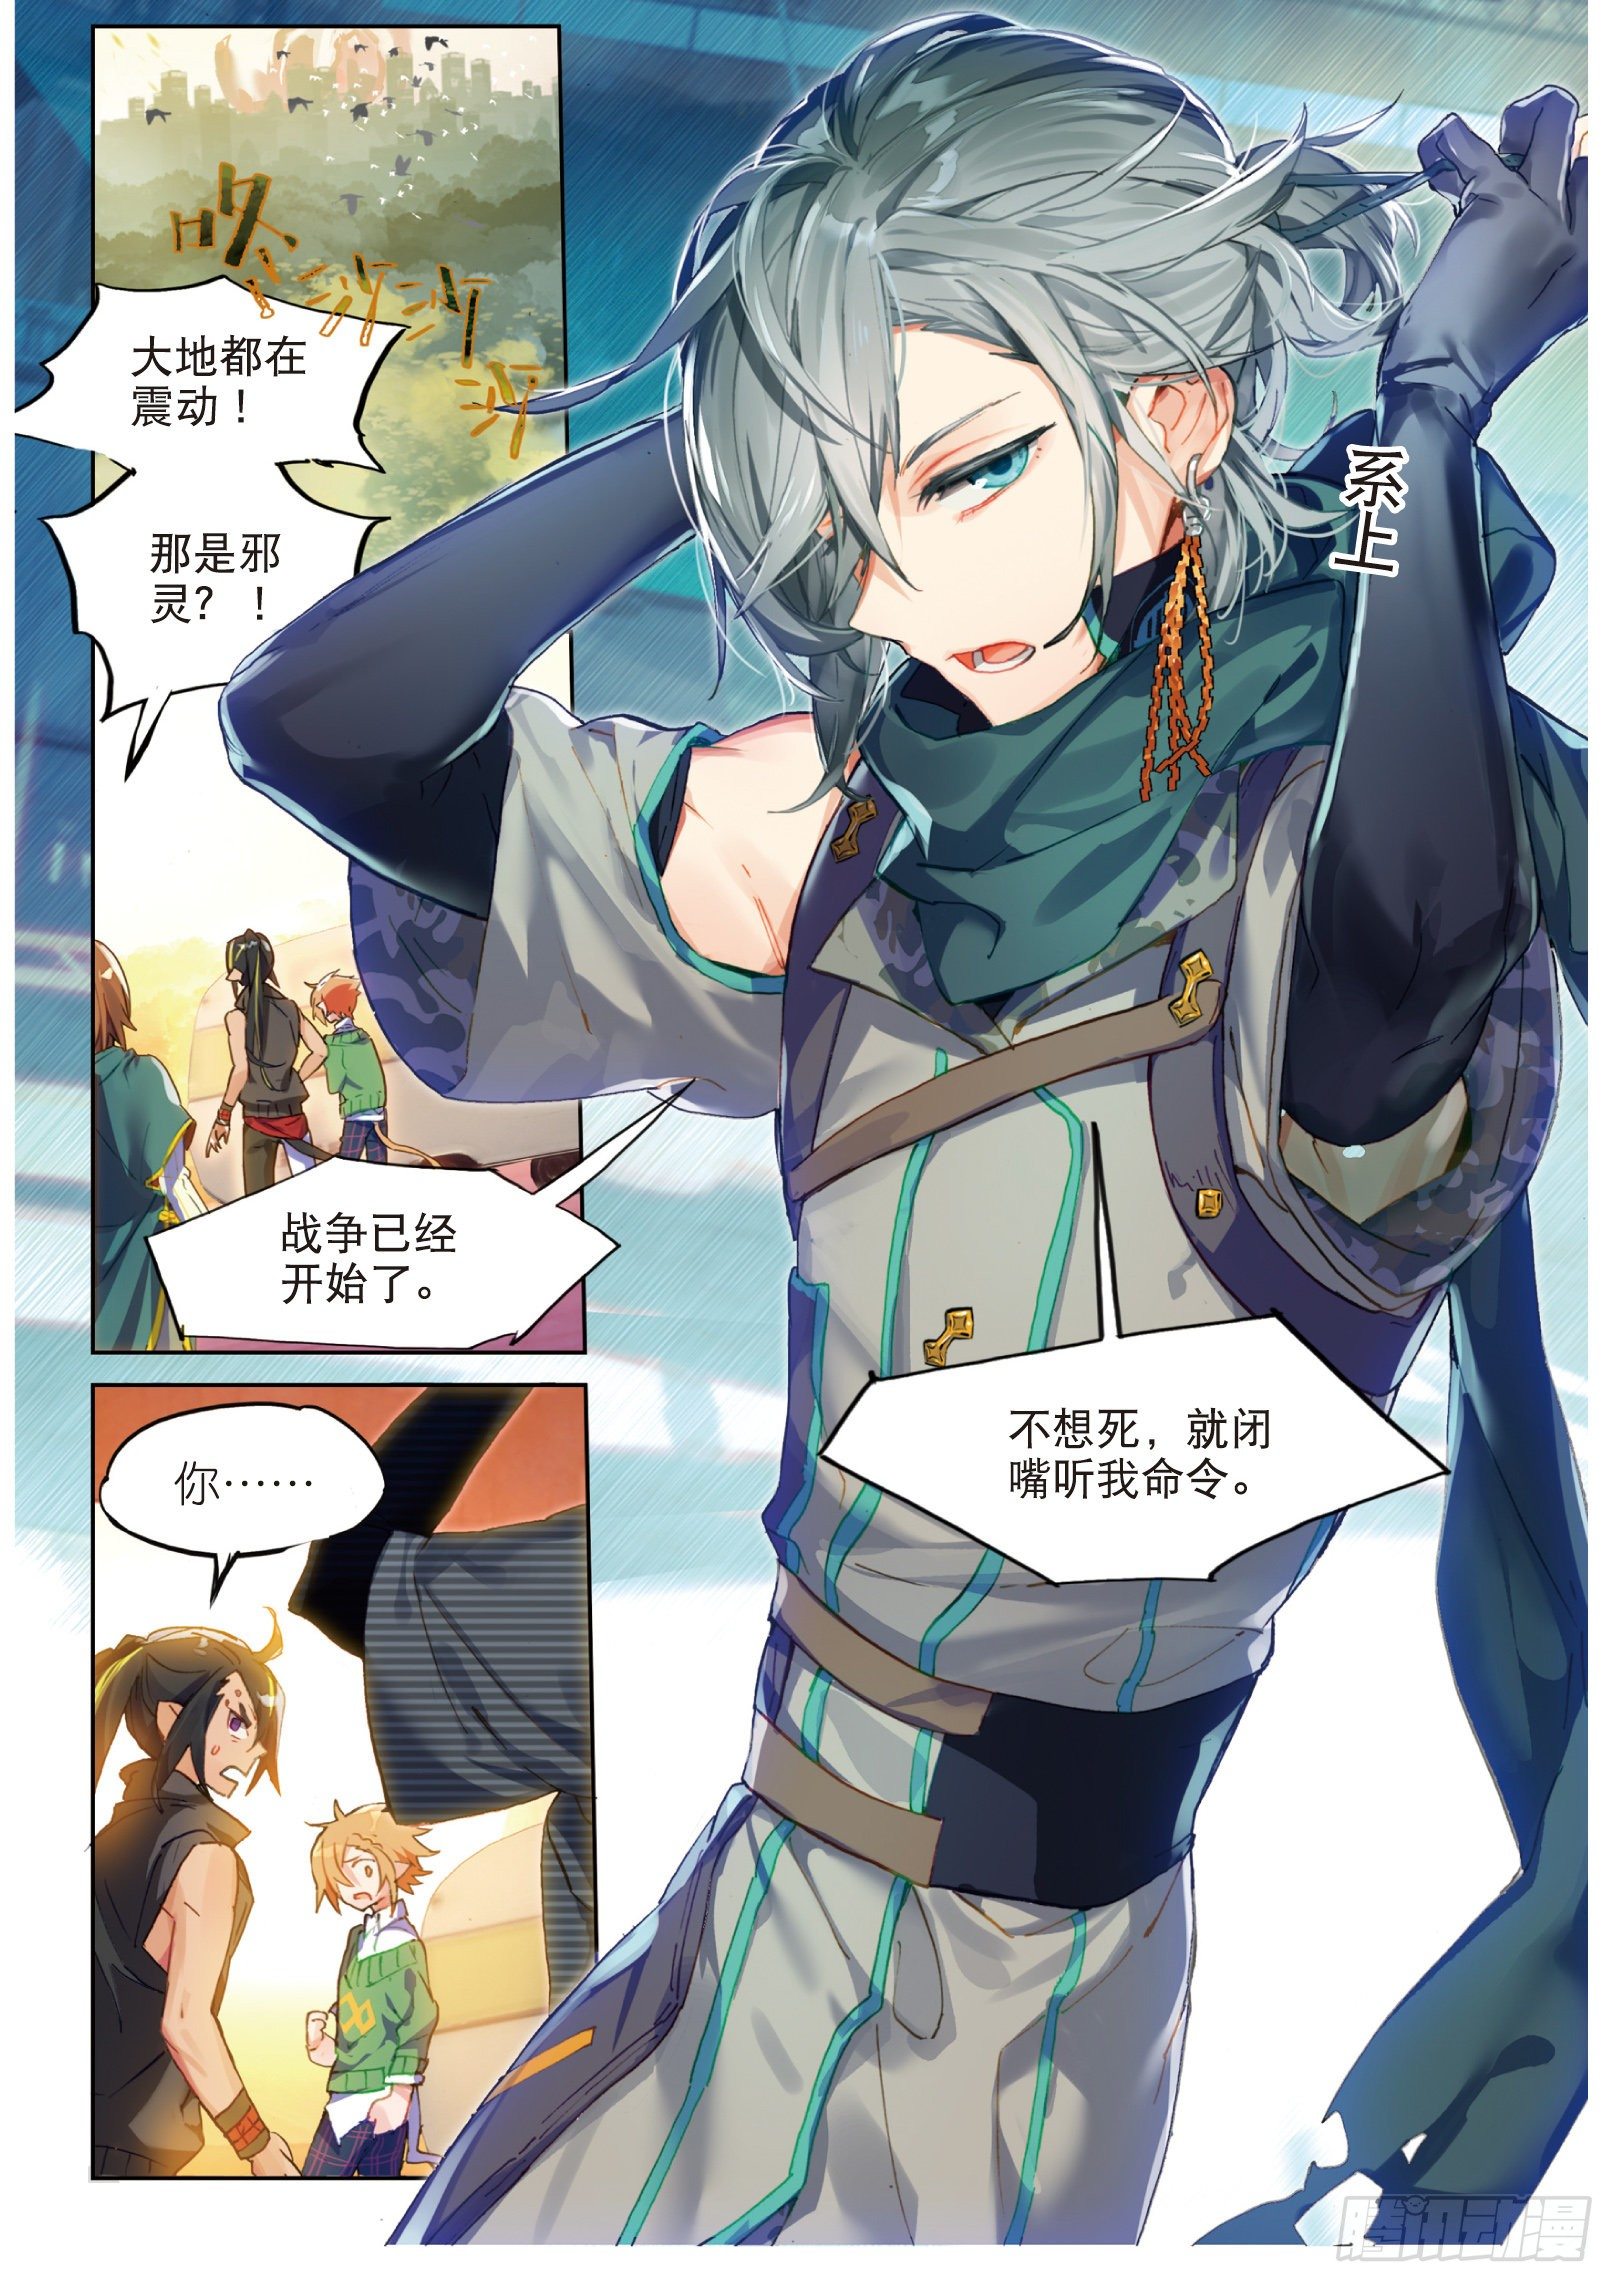 吹
沙沙沙
大地都在
震动！
那是邪
灵？！
战争已经
开始了。
系上
不想死，就闭
嘴听我命令。
你……
腾讯动漫